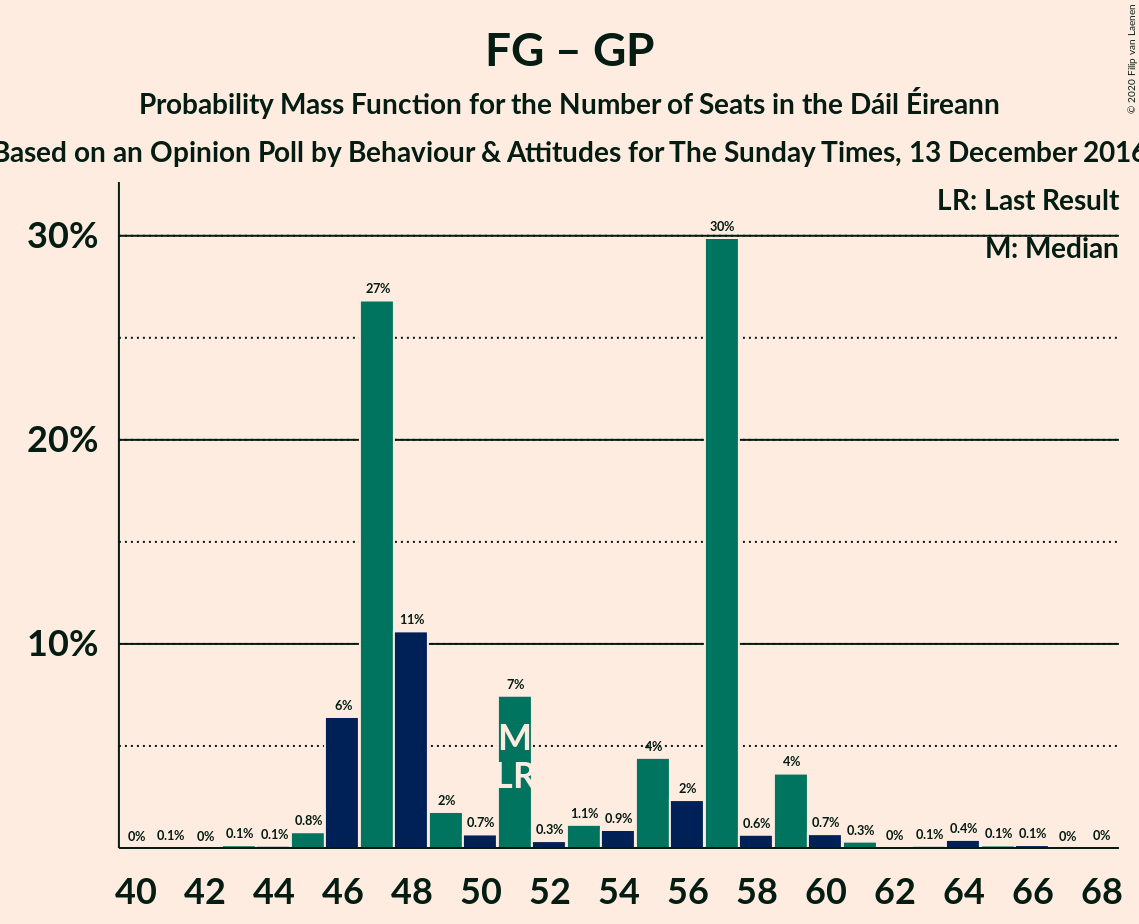 FG – GP
Probability Mass Function for the Number of Seats in the Dáil Éireann
Based on an Opinion Poll by Behaviour & Attitudes for The Sunday Times, 13 December 2016
© 2020 Filip van Laenen
LR: Last Result
M: Median
30%
20%
10%
0% 0.1% 0% 0.1% 0.1% 0.8% 6% 27% 11% 2% 0.7% 7% 0.3% 1.1% 0.9% 4% 2% 30% 0.6% 4% 0.7% 0.3% 0% 0.1% 0.4% 0.1% 0.1% 0% 0%
M
LR
40 42 44 46 48 50 52 54 56 58 60 62 64 66 68